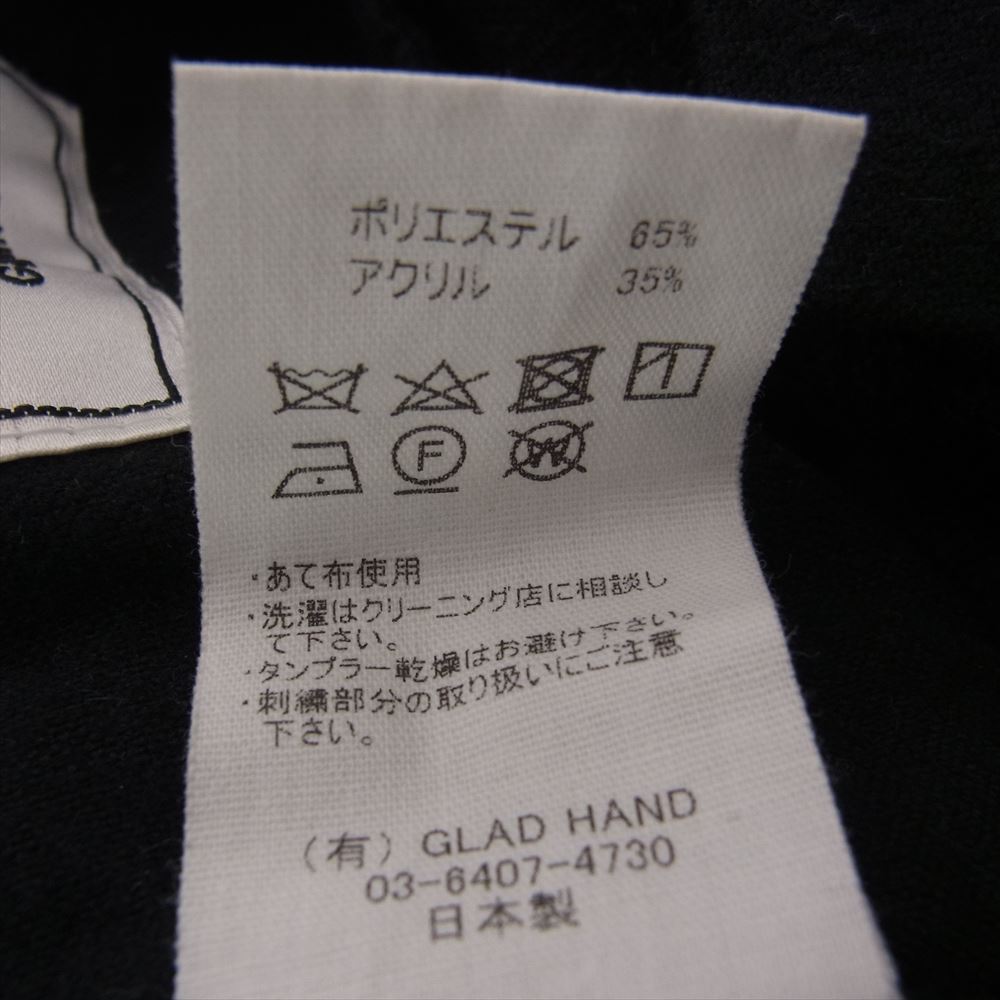 ポリエステル 65%
アクリル 35%
F
W
・あて布使用
・洗濯はクリーニング店に相談し
て下さい。
・タンブラー乾燥はお避け下さい。
・刺繍部分の取り扱いにご注意
下さい。
（有）GLAD HAND
03-6407-4730
日本製